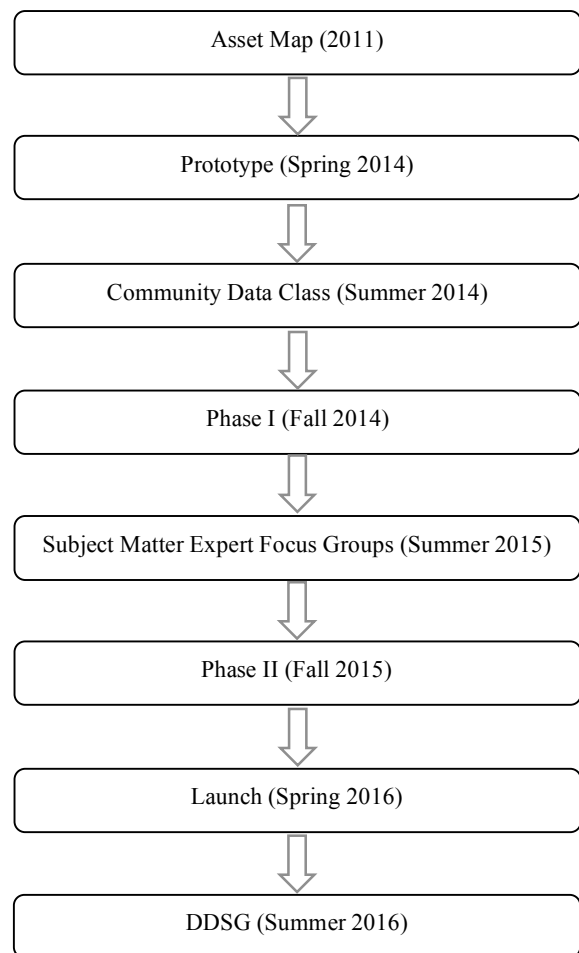 Asset Map (2011)
Prototype (Spring 2014)
Community Data Class (Summer 2014)
Phase I (Fall 2014)
Subject Matter Expert Focus Groups (Summer 2015)
Phase II (Fall 2015)
Launch (Spring 2016)
DDSG (Summer 2016)